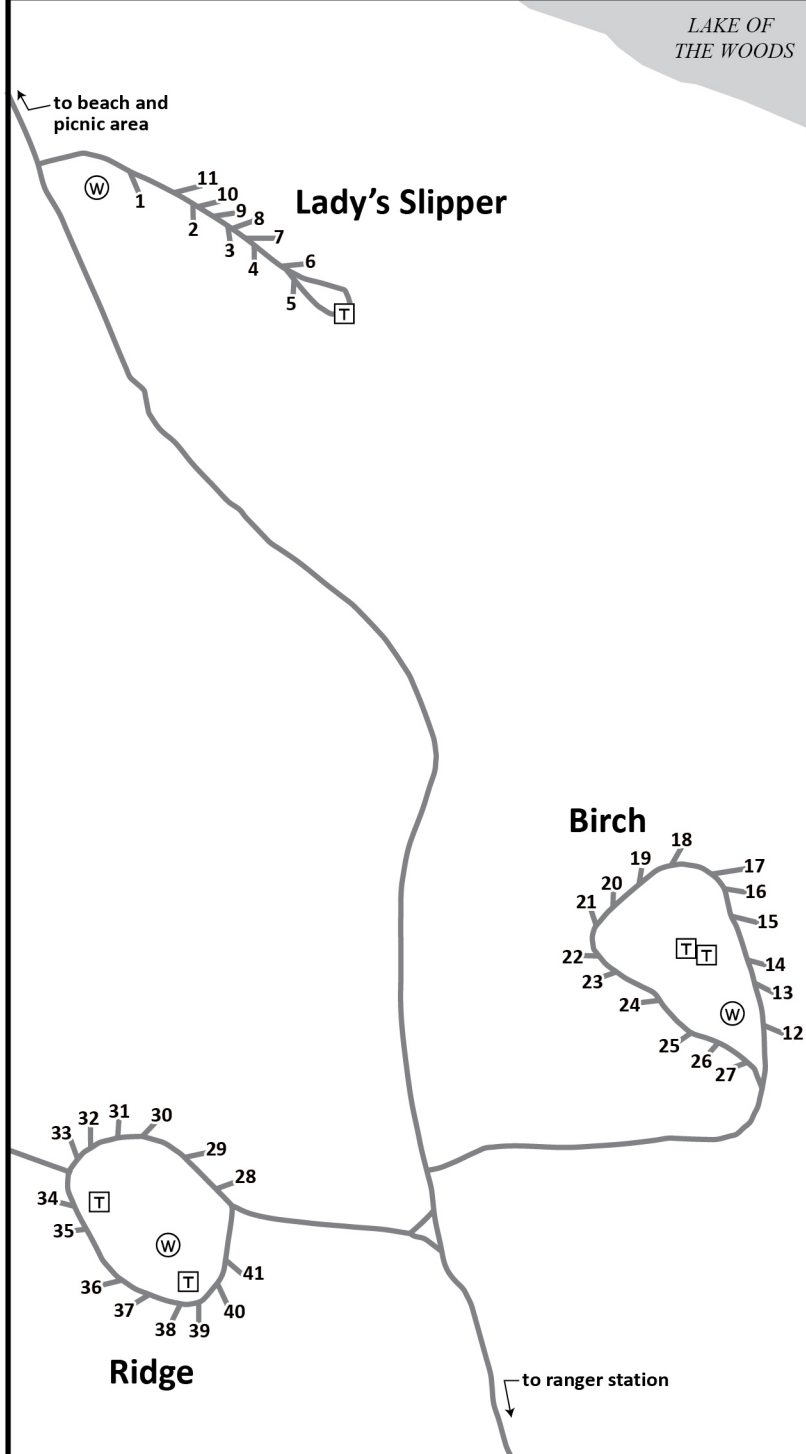 LAKE OF
THE WOODS
to beach and
picnic area
W
1
11
10
9
8
7
6
2
3
4
5
T
Lady's Slipper
Birch
18
19
17
20
16
21
15
22
14
23
13
24
12
25
26
27
T
T
W
31
30
32
33
29
28
34
35
36
37
38
39
40
41
T
W
T
Ridge
to ranger station